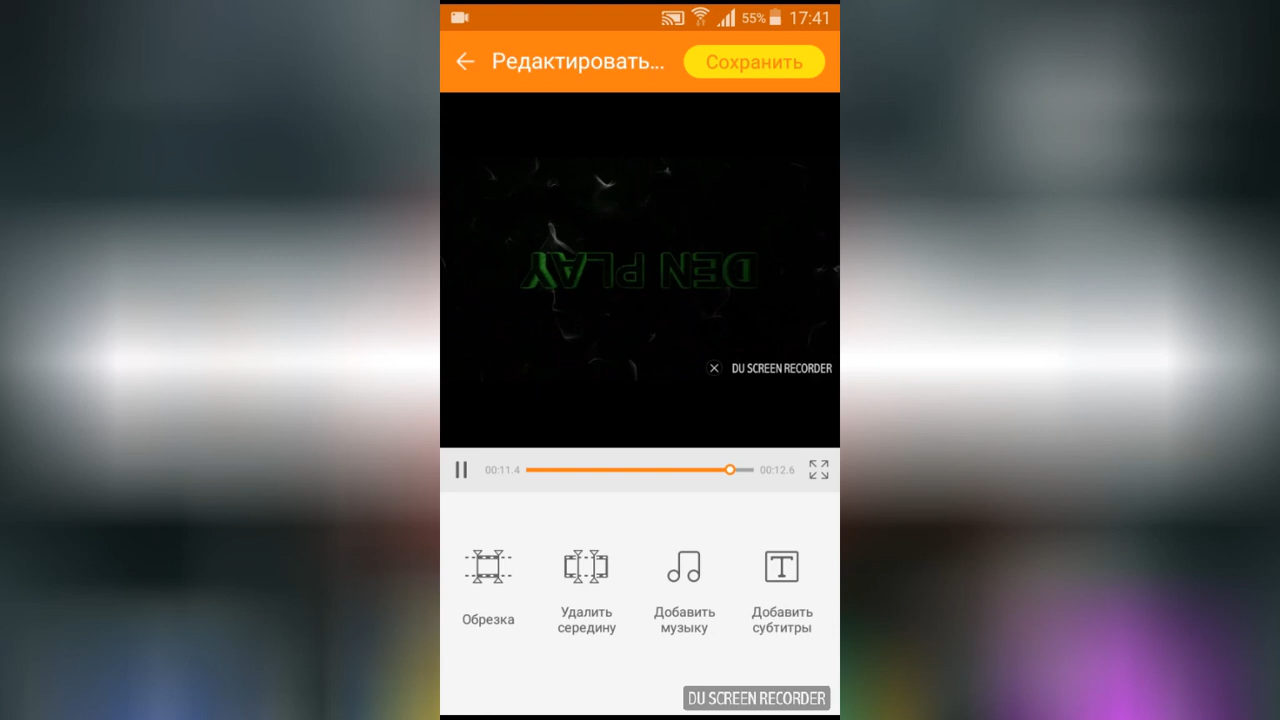 55% 17:41
Редактировать... Сохранить
DEN PLAY
DU SCREEN RECORDER
00:11.4 00:12.6
Обрезка
Удалить
середину
Добавить
музыку
Добавить
субтитры
DU SCREEN RECORDER